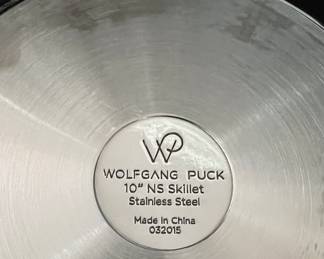 WP
WOLFGANG PUCK
10" NS Skillet
Stainless Steel
Made in China
032015